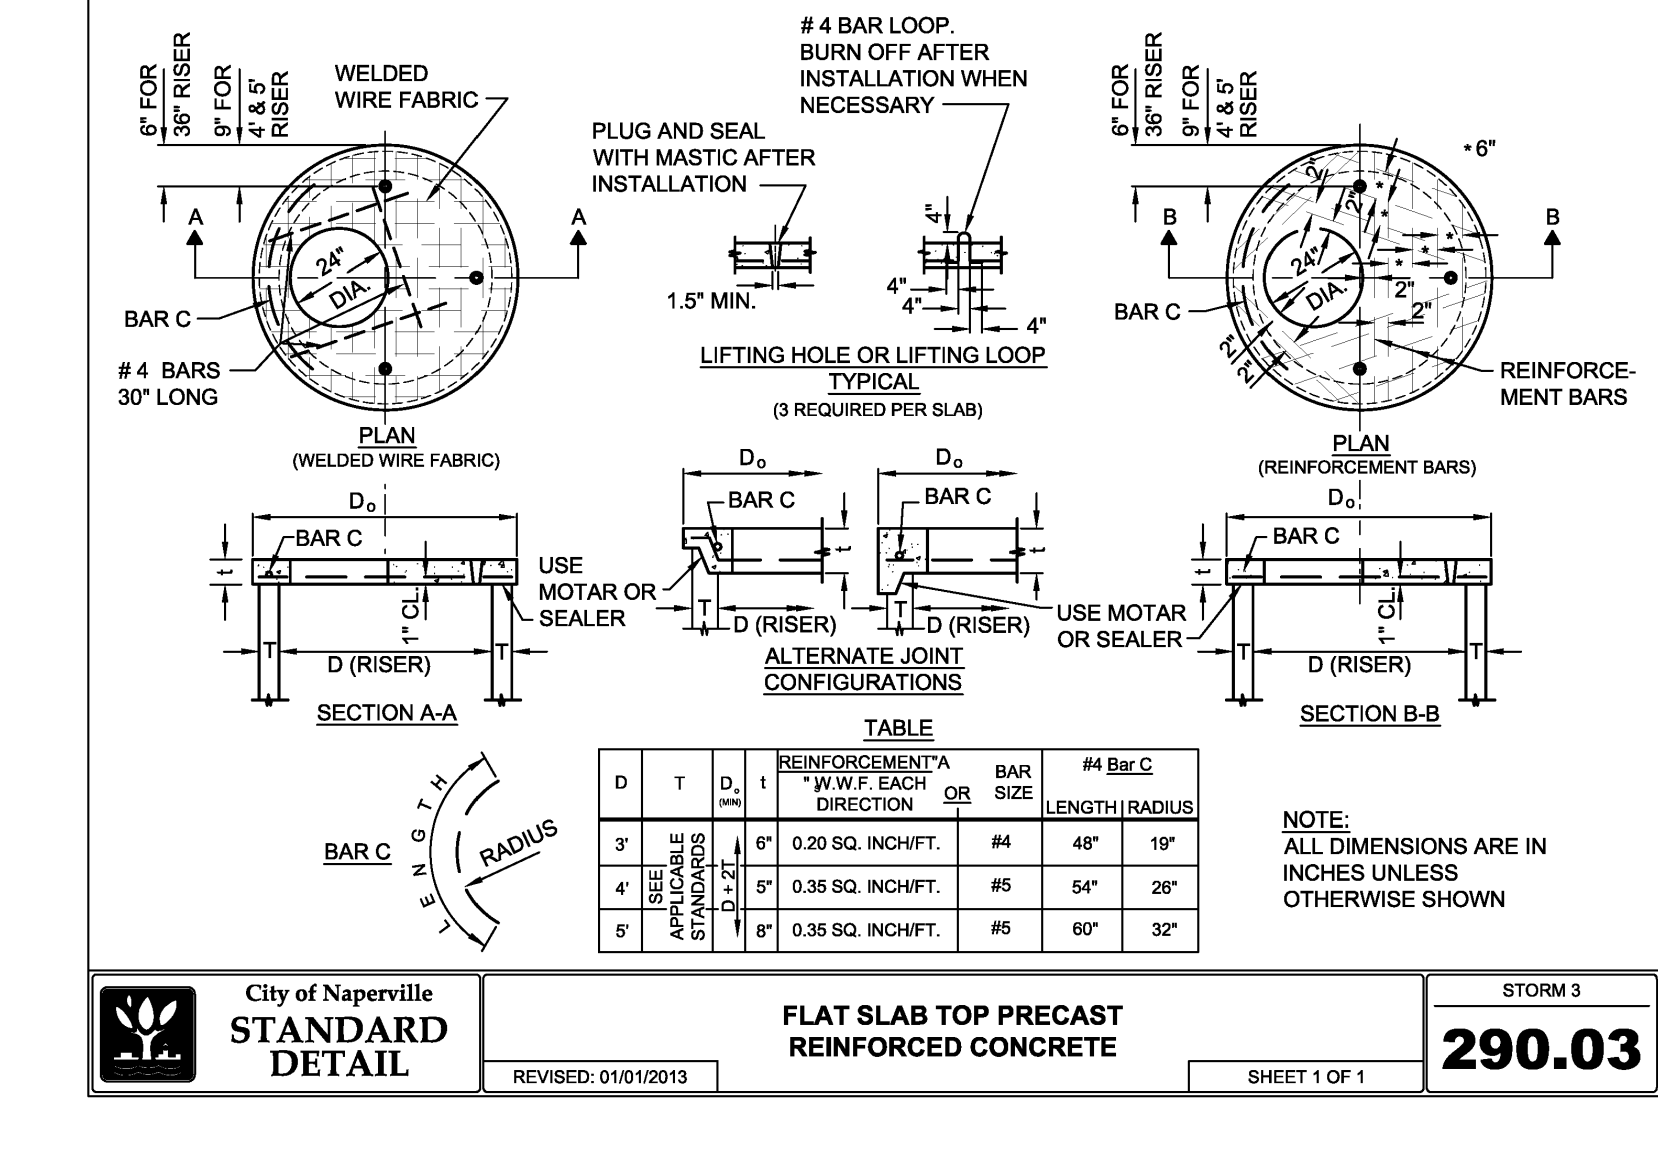 6" FOR
36" RISER
9" FOR
4' & 5'
RISER
WELDED
WIRE FABRIC
A
A
24"
DIA.
BAR C
# 4 BARS
30" LONG
PLAN
(WELDED WIRE FABRIC)
# 4 BAR LOOP.
BURN OFF AFTER
INSTALLATION WHEN
NECESSARY
PLUG AND SEAL
WITH MASTIC AFTER
INSTALLATION
4"
1.5" MIN.
4"
4"
4"
LIFTING HOLE OR LIFTING LOOP
TYPICAL
(3 REQUIRED PER SLAB)
6" FOR
36" RISER
9" FOR
4' & 5'
RISER
* 6"
2"
2"
*
*
*
*
*
B
B
24"
DIA.
2"
2"
2"
2"
BAR C
REINFORCE-
MENT BARS
PLAN
(REINFORCEMENT BARS)
Do
BAR C
t
1" CL.
T
T
D (RISER)
USE
MOTAR OR
SEALER
SECTION A-A
Do
BAR C
t
T
D (RISER)
Do
BAR C
t
T
D (RISER)
USE MOTAR
OR SEALER
ALTERNATE JOINT
CONFIGURATIONS
Do
BAR C
t
1" CL.
T
T
D (RISER)
SECTION B-B
BAR C
LENGTH
RADIUS
TABLE
D T Do (MIN) t REINFORCEMENT"A
" W.W.F. EACH
DIRECTION
s
OR
BAR
SIZE
#4 Bar C
LENGTH RADIUS
SEE
APPLICABLE
STANDARDS
D + 2T
3' 6" 0.20 SQ. INCH/FT. #4 48" 19"
4' 5" 0.35 SQ. INCH/FT. #5 54" 26"
5' 8" 0.35 SQ. INCH/FT. #5 60" 32"
NOTE:
ALL DIMENSIONS ARE IN
INCHES UNLESS
OTHERWISE SHOWN
City of Naperville
STANDARD
DETAIL
FLAT SLAB TOP PRECAST
REINFORCED CONCRETE
REVISED: 01/01/2013
SHEET 1 OF 1
STORM 3
290.03